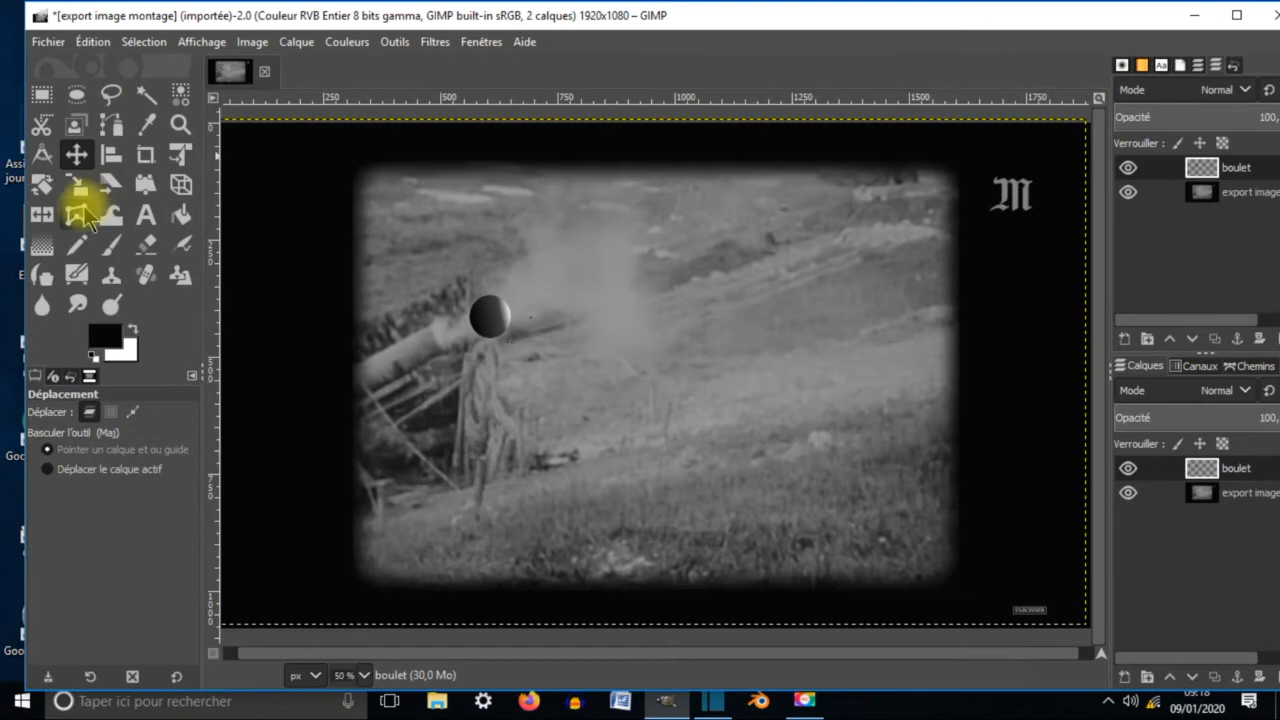 *[export image montage] (importée)-2.0 (Couleur RVB Entier 8 bits gamma, GIMP built-in sRGB, 2 calques) 1920x1080 – GIMP
Fichier Édition Sélection Affichage Image Calque Couleurs Outils Filtres Fenêtres Aide
250 500 750 1000 1250 1500 1750
Mode Normal
Opacité 100,
Verrouiller :
boulet
export image
Calques Canaux Chemins
Mode Normal
Opacité 100,
Verrouiller :
boulet
export image
Déplacement
Déplacer :
Basculer l'outil (Maj)
Pointer un calque et ou guide
Déplacer le calque actif
M
px 50 % boulet (30,0 Mo)
Taper ici pour rechercher
09:18
09/01/2020